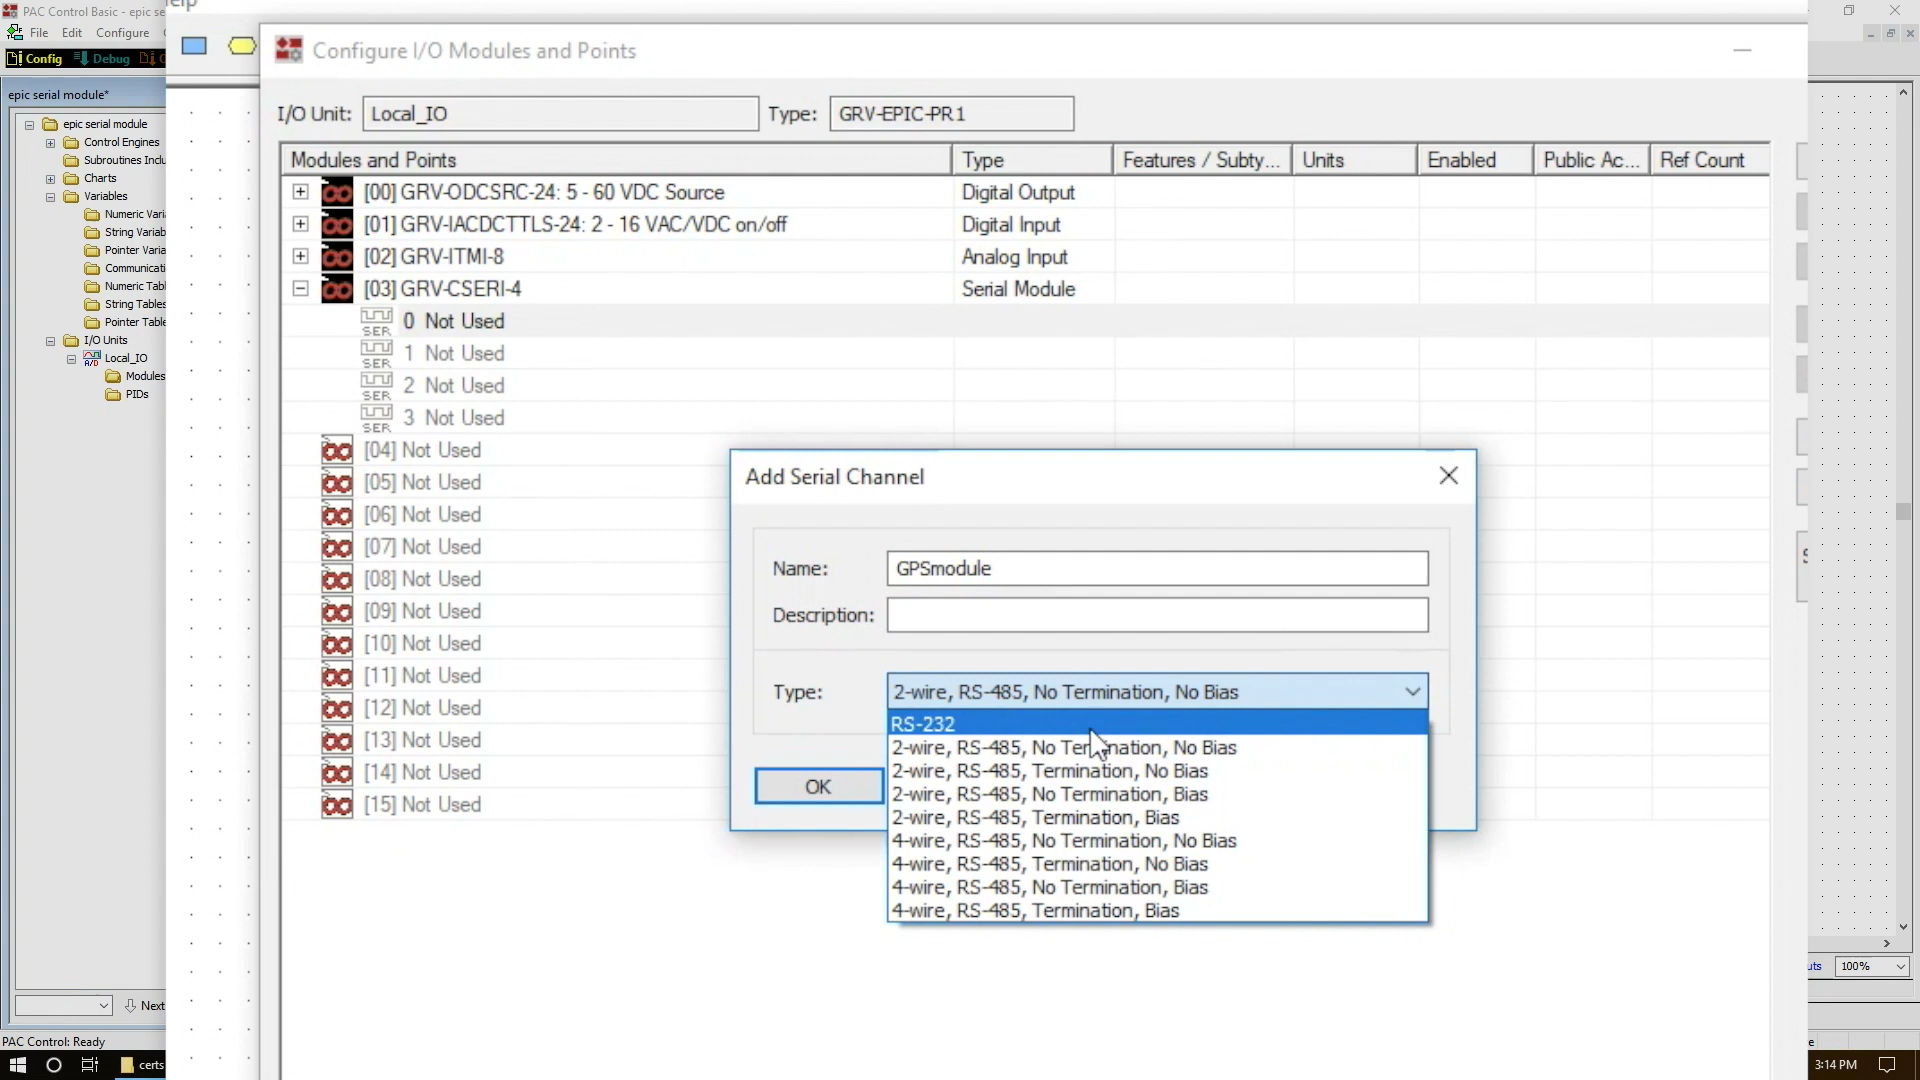 PAC Control Basic - epic se
File Edit Configure
Config Debug
epic serial module*
epic serial module
Control Engines
Subroutines Inclu
Charts
Variables
Numeric Vari
String Variab
Pointer Varia
Communicati
Numeric Tabl
String Tables
Pointer Table
I/O Units
Local_IO
Modules
PIDs
Next
PAC Control: Ready
certs
Configure I/O Modules and Points
I/O Unit: Local_IO Type: GRV-EPIC-PR1
Modules and Points Type Features / Subty... Units Enabled Public Ac... Ref Count
[00] GRV-ODCSRC-24: 5 - 60 VDC Source Digital Output
[01] GRV-IACDCTTLS-24: 2 - 16 VAC/VDC on/off Digital Input
[02] GRV-ITMI-8 Analog Input
[03] GRV-CSERI-4 Serial Module
SER 0 Not Used
SER 1 Not Used
SER 2 Not Used
SER 3 Not Used
[04] Not Used
[05] Not Used
[06] Not Used
[07] Not Used
[08] Not Used
[09] Not Used
[10] Not Used
[11] Not Used
[12] Not Used
[13] Not Used
[14] Not Used
[15] Not Used
Add Serial Channel
Name: GPSmodule
Description:
Type: 2-wire, RS-485, No Termination, No Bias
RS-232
2-wire, RS-485, No Termination, No Bias
2-wire, RS-485, Termination, No Bias
2-wire, RS-485, No Termination, Bias
2-wire, RS-485, Termination, Bias
4-wire, RS-485, No Termination, No Bias
4-wire, RS-485, Termination, No Bias
4-wire, RS-485, No Termination, Bias
4-wire, RS-485, Termination, Bias
OK
uts 100%
3:14 PM